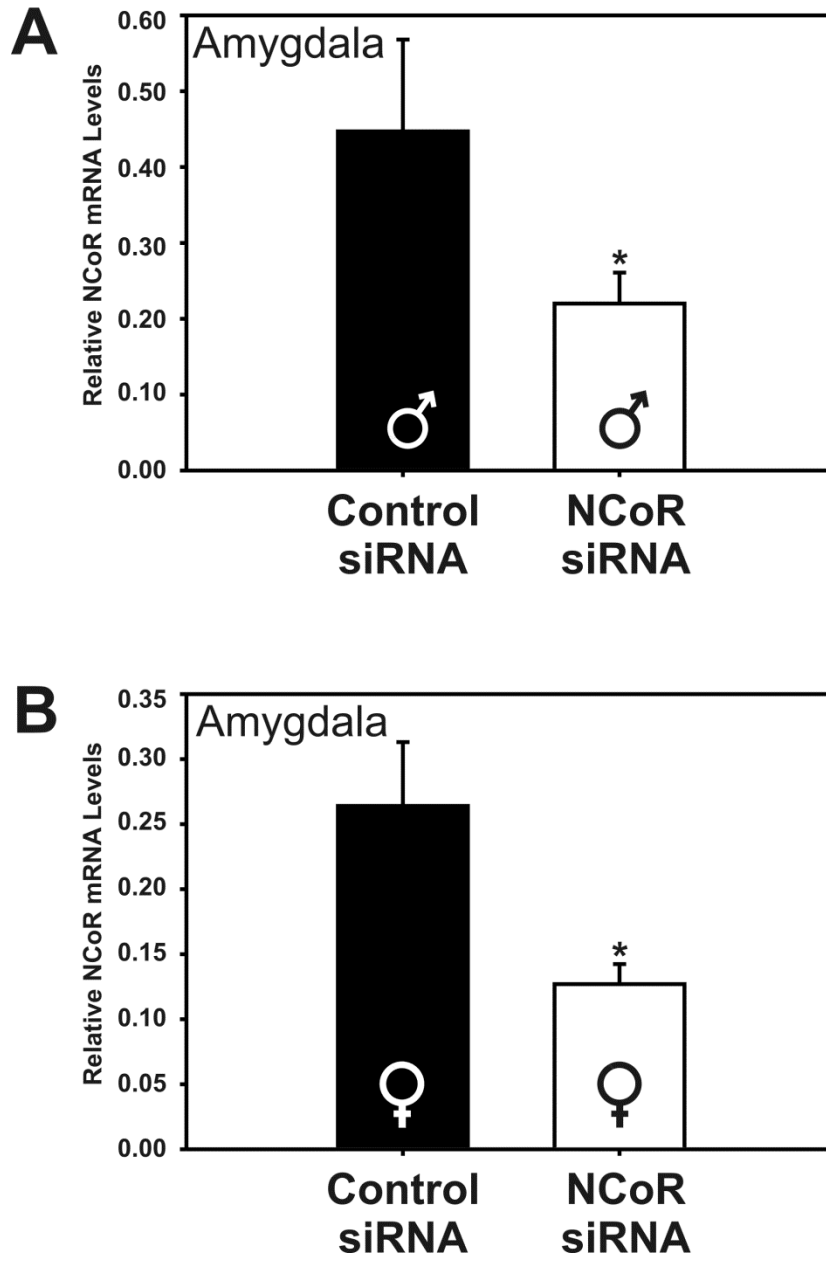 A
Amygdala
Relative NCoR mRNA Levels
0.60
0.50
0.40
0.30
0.20
0.10
0.00
*
♂ ♂
Control NCoR
siRNA siRNA
B
Amygdala
Relative NCoR mRNA Levels
0.35
0.30
0.25
0.20
0.15
0.10
0.05
0.00
*
♀ ♀
Control NCoR
siRNA siRNA